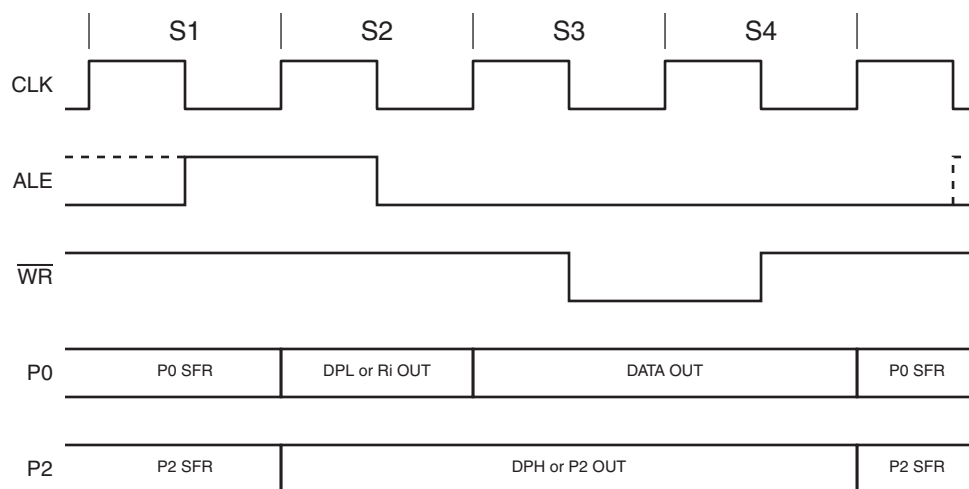 S1 S2 S3 S4
CLK
ALE
WR
P0 P0 SFR DPL or Ri OUT DATA OUT P0 SFR
P2 P2 SFR DPH or P2 OUT P2 SFR